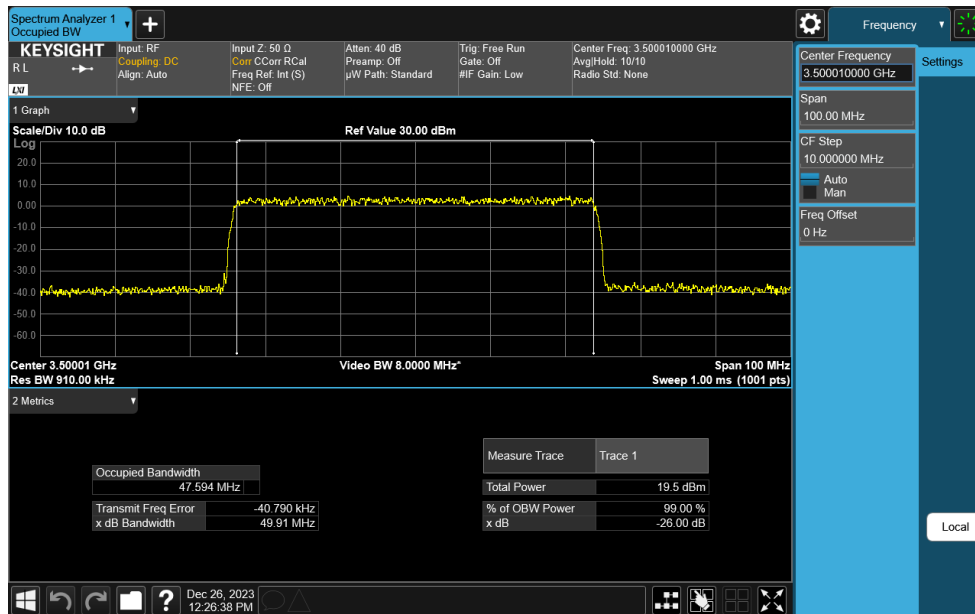 Spectrum Analyzer 1
Occupied BW
Frequency
KEYSIGHT
R L
LXI
Input: RF
Coupling: DC
Align: Auto
Input Z: 50 Ω
Corr CCorr RCal
Freq Ref: Int (S)
NFE: Off
Atten: 40 dB
Preamp: Off
µW Path: Standard
Trig: Free Run
Gate: Off
#IF Gain: Low
Center Freq: 3.500010000 GHz
Avg|Hold: 10/10
Radio Std: None
Center Frequency
3.500010000 GHz
Settings
Span
100.00 MHz
CF Step
10.000000 MHz
Auto
Man
Freq Offset
0 Hz
Local
1 Graph
Scale/Div 10.0 dB
Ref Value 30.00 dBm
Log
20.0
10.0
0.00
-10.0
-20.0
-30.0
-40.0
-50.0
-60.0
Center 3.50001 GHz
Video BW 8.0000 MHz*
Span 100 MHz
Res BW 910.00 kHz
Sweep 1.00 ms (1001 pts)
2 Metrics
Measure Trace
Trace 1
Occupied Bandwidth
47.594 MHz
Total Power
19.5 dBm
Transmit Freq Error
-40.790 kHz
% of OBW Power
99.00 %
x dB Bandwidth
49.91 MHz
x dB
-26.00 dB
?
Dec 26, 2023
12:26:38 PM